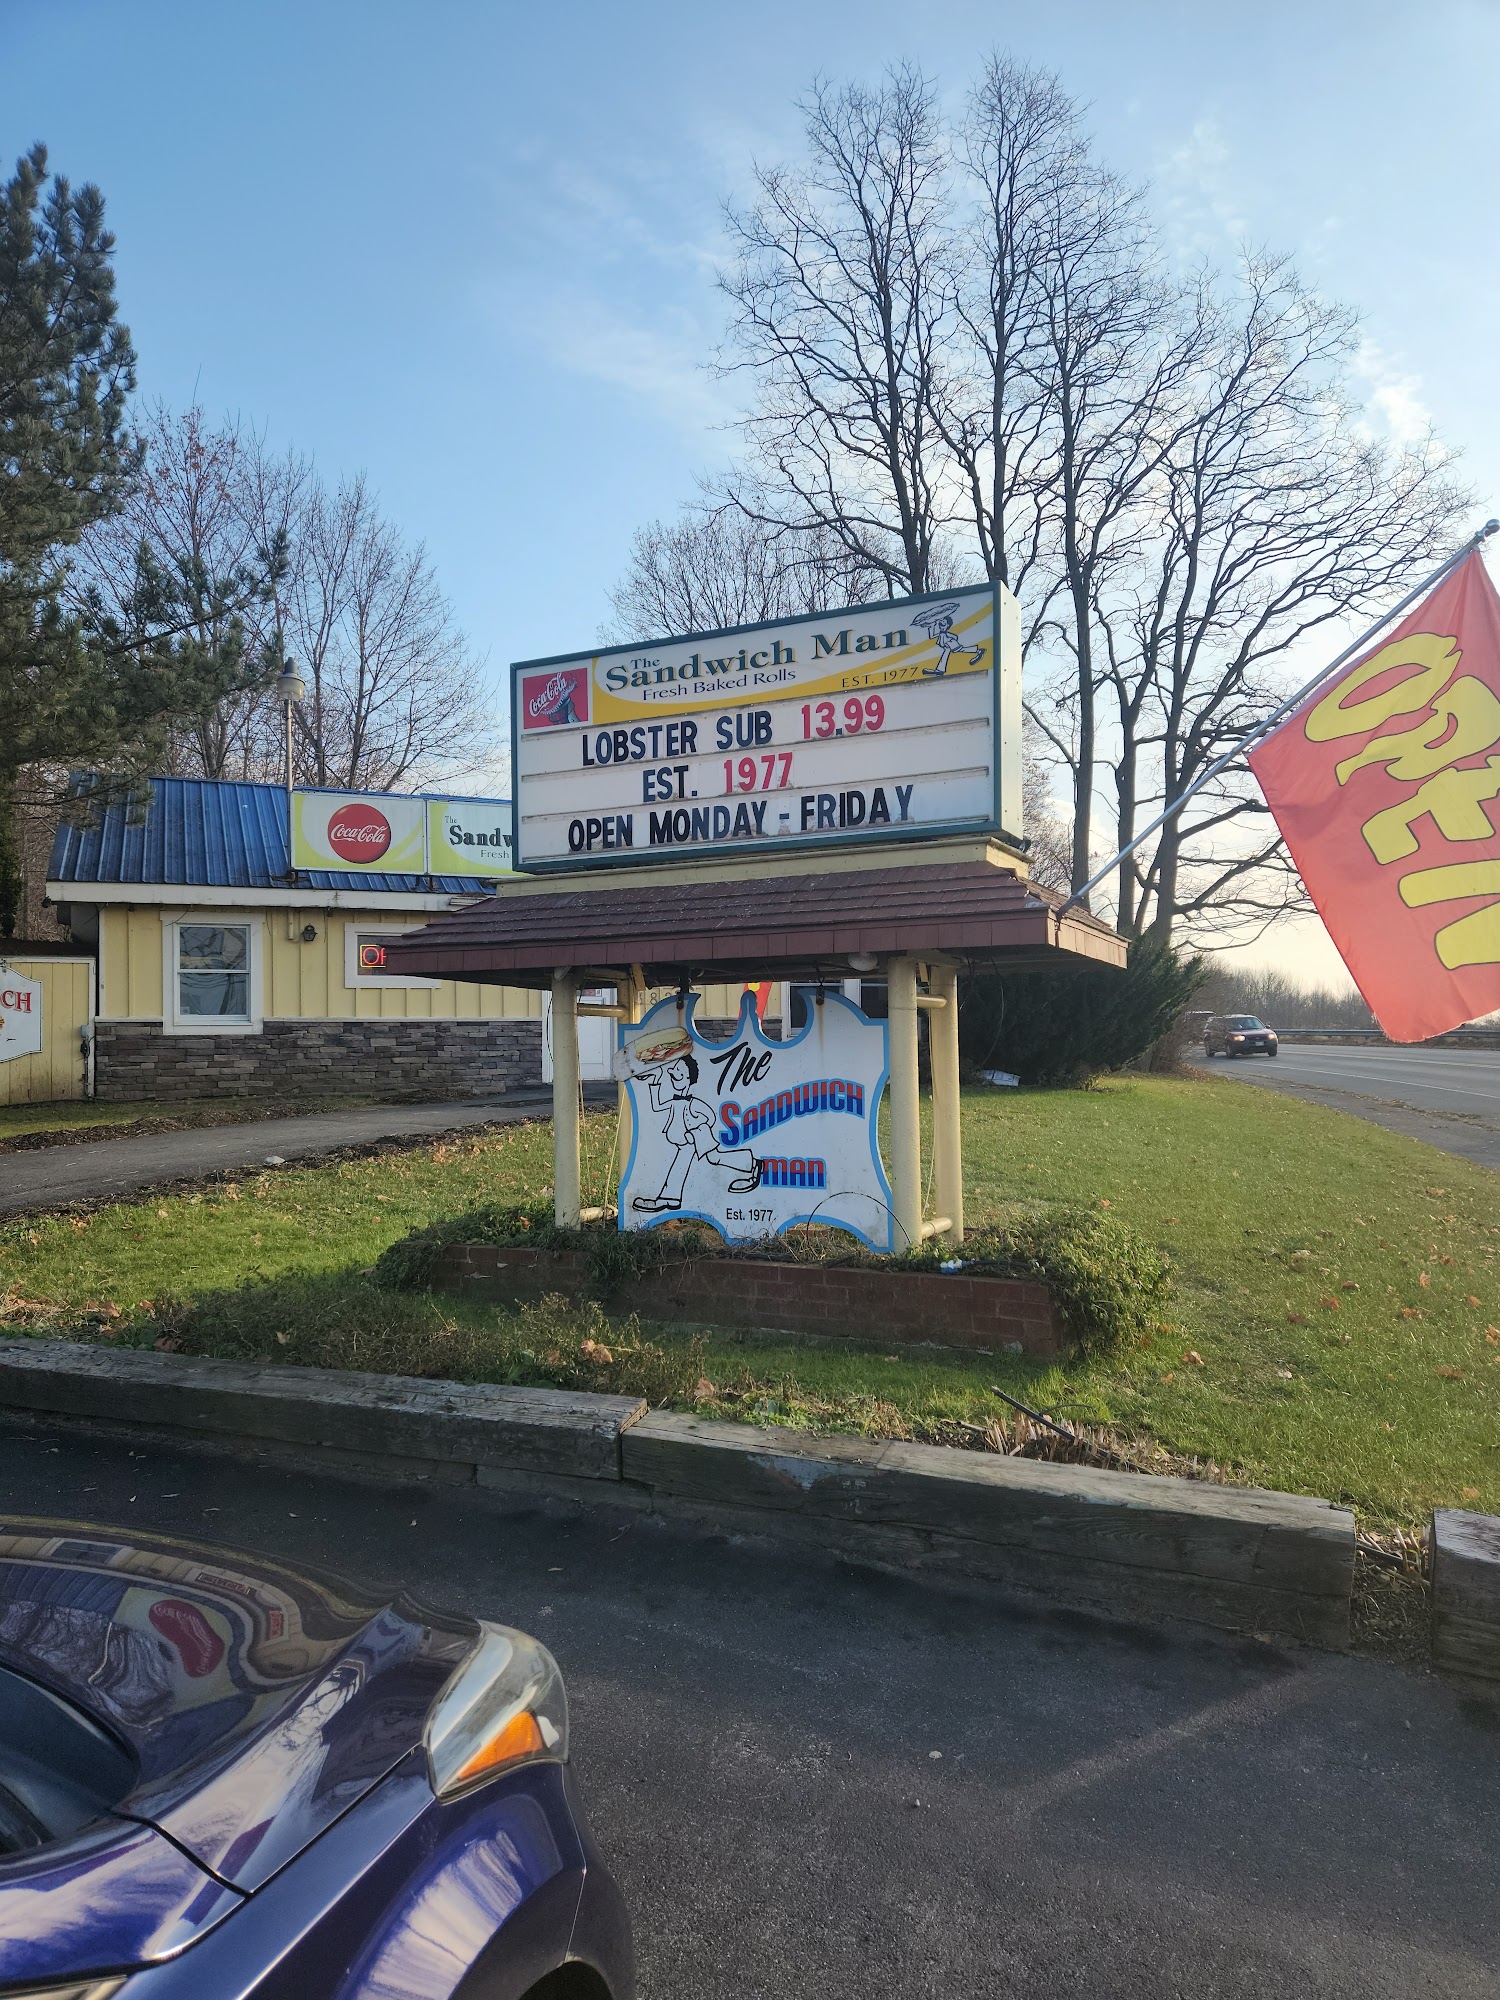 Coca-Cola
The
Sandwich Man
Fresh Baked Rolls
EST. 1977
LOBSTER SUB 13.99
EST. 1977
OPEN MONDAY - FRIDAY
Coca-Cola
The
Sandw
Fresh
OPEN
CH
The
SANDWICH
MAN
Est. 1977